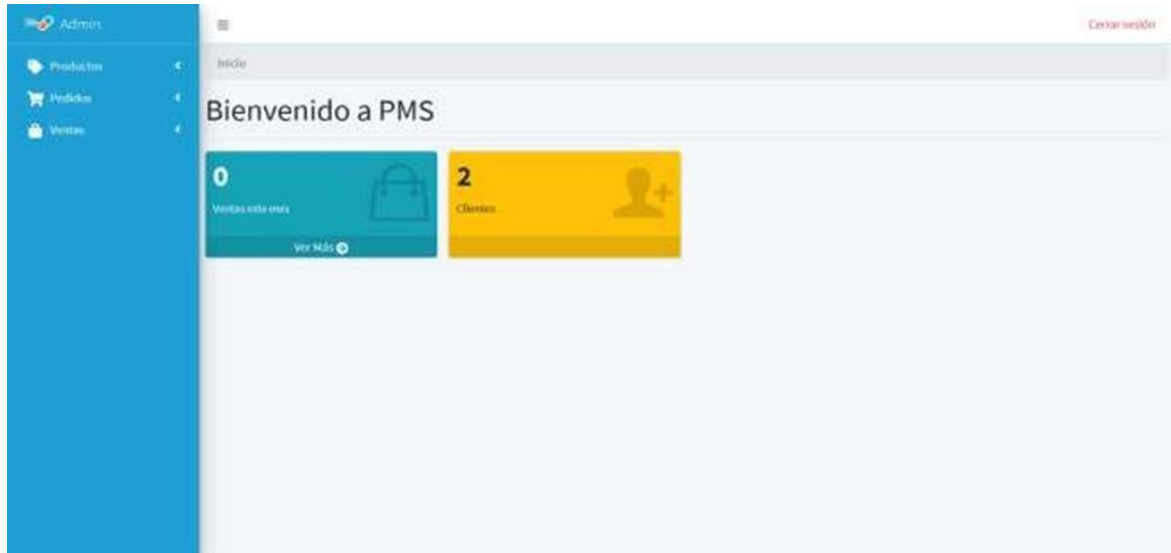 Admin
Cerrar sesión
Productos
Inicio
Pedidos
Ventas
Bienvenido a PMS
0
Ventas este mes
Ver Más
2
Clientes